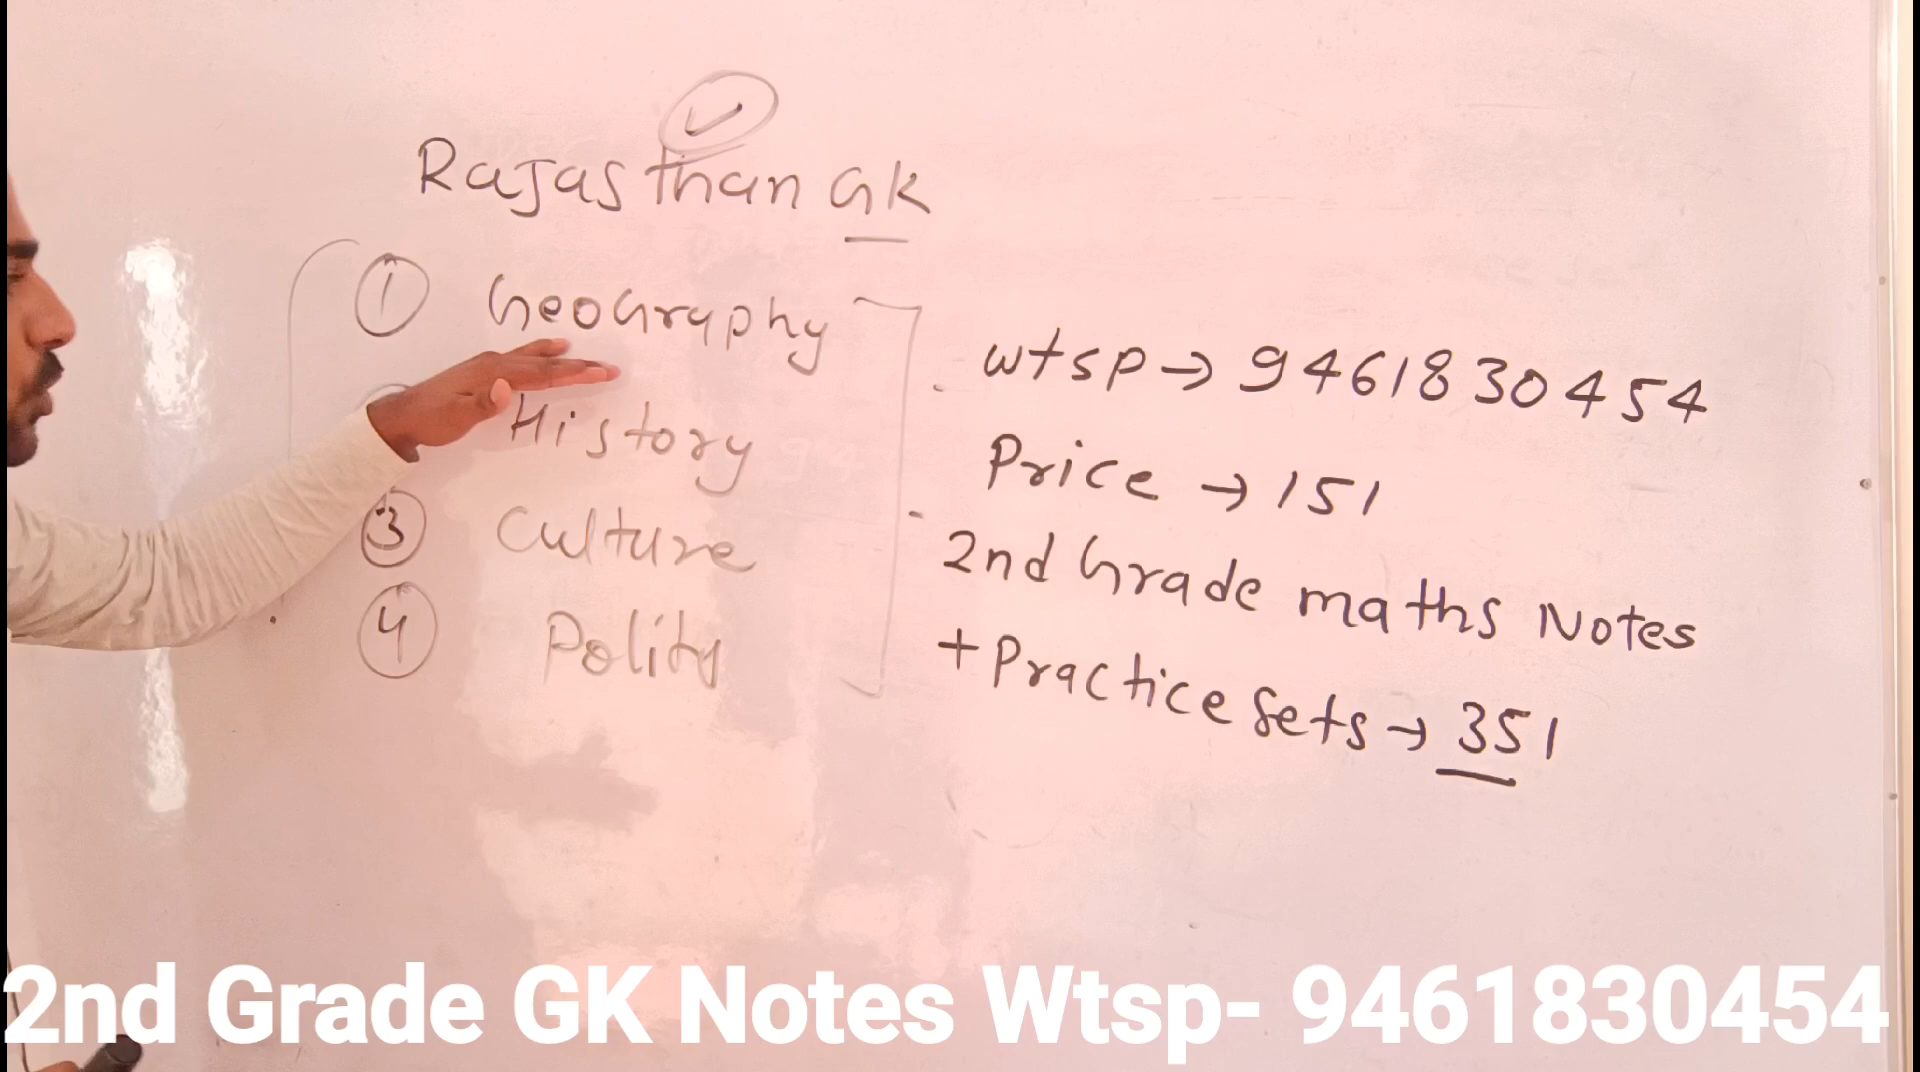 Rajasthan GK
1 Geography
History
3 Culture
4 Polity
wtsp → 9461830454
Price → 151
2nd Grade maths Notes
+ Practice Sets → 351
2nd Grade GK Notes Wtsp- 9461830454